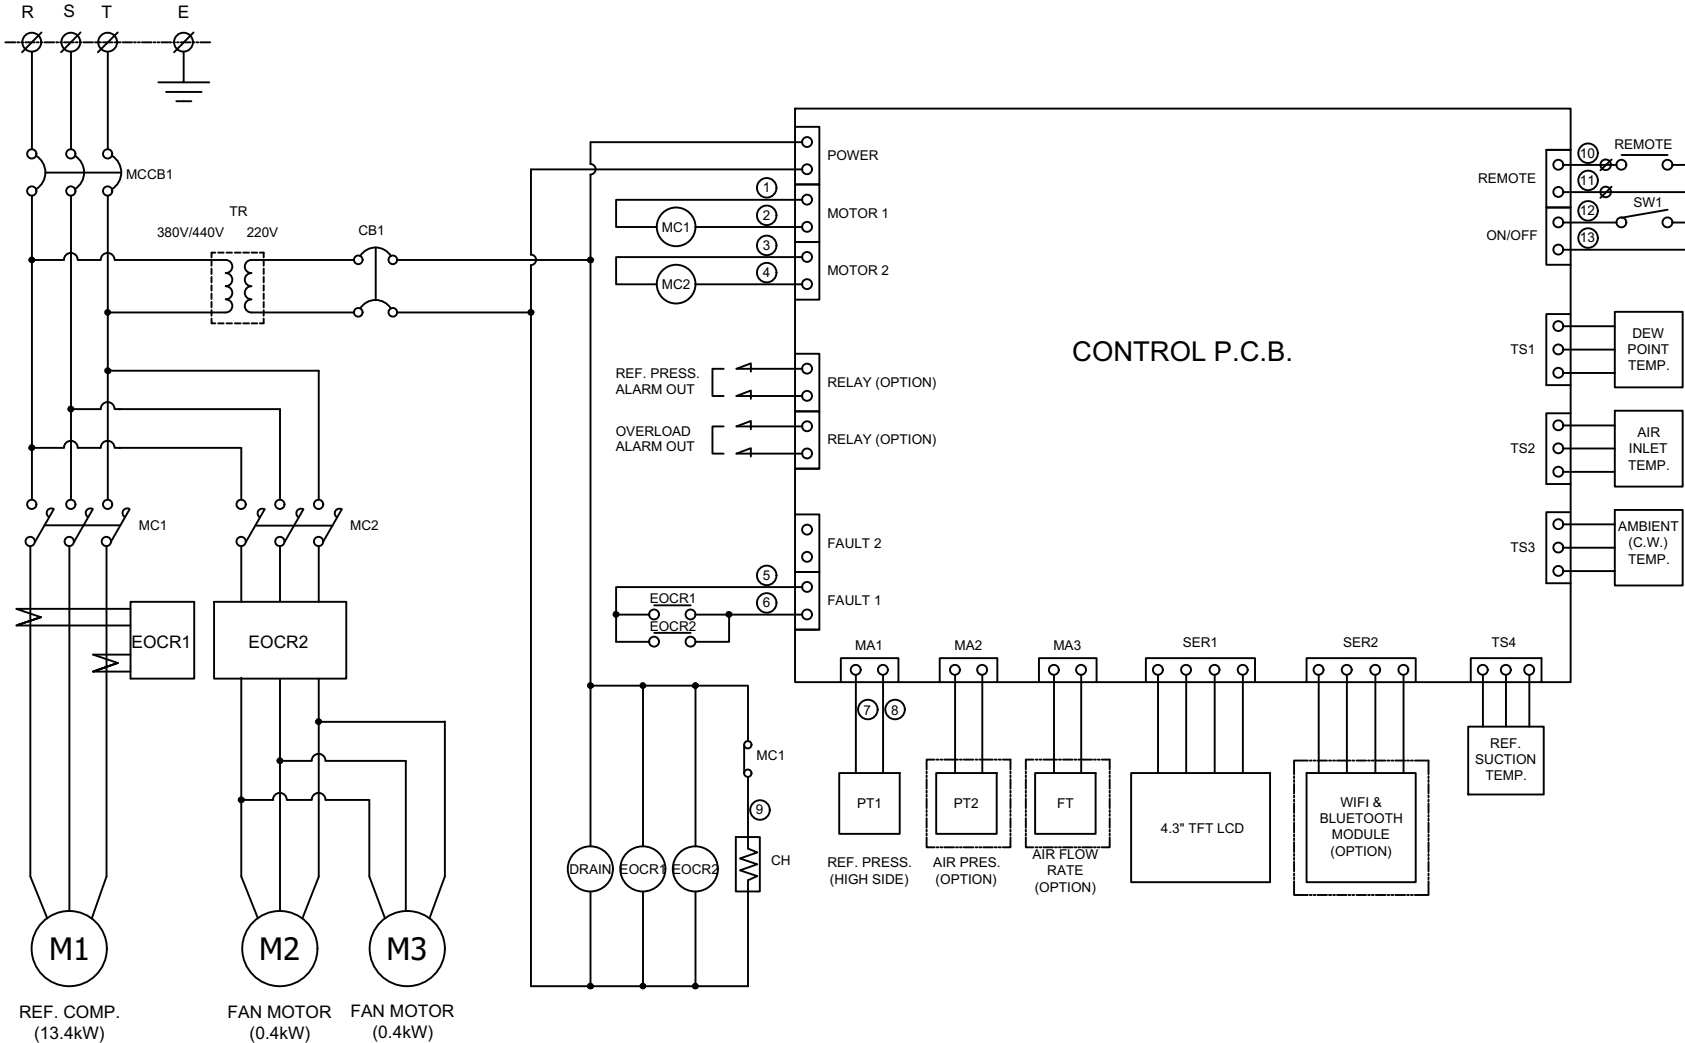 R S T E
MCCB1
TR
380V/440V 220V
CB1
MC1
MC2
EOCR1
EOCR2
M1
M2
M3
REF. COMP.
(13.4kW)
FAN MOTOR
(0.4kW)
FAN MOTOR
(0.4kW)
POWER
1
2
MC1
MOTOR 1
3
4
MC2
MOTOR 2
REF. PRESS.
ALARM OUT
RELAY (OPTION)
OVERLOAD
ALARM OUT
RELAY (OPTION)
FAULT 2
5
6
EOCR1
EOCR2
FAULT 1
MC1
9
CH
DRAIN
EOCR1
EOCR2
CONTROL P.C.B.
REMOTE
10
11
REMOTE
ON/OFF
12
13
SW1
TS1
DEW
POINT
TEMP.
TS2
AIR
INLET
TEMP.
TS3
AMBIENT
(C.W.)
TEMP.
MA1
7
8
PT1
REF. PRESS.
(HIGH SIDE)
MA2
PT2
AIR PRES.
(OPTION)
MA3
FT
AIR FLOW
RATE
(OPTION)
SER1
4.3" TFT LCD
SER2
WIFI &
BLUETOOTH
MODULE
(OPTION)
TS4
REF.
SUCTION
TEMP.